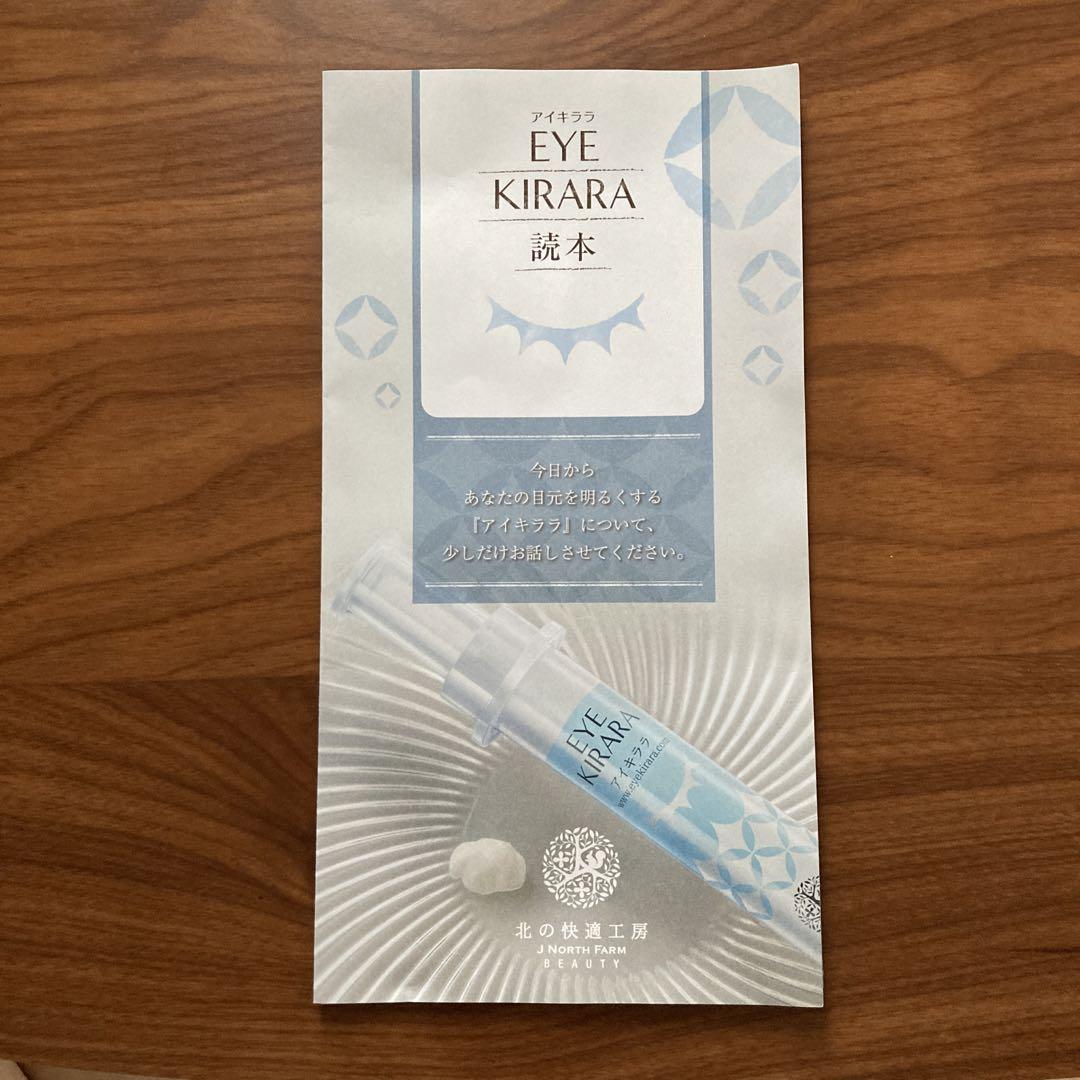 アイキララ
EYE
KIRARA
読本
今日から
あなたの目元を明るくする
『アイキララ』について、
少しだけお話しさせてください。
EYE
KIRARA
アイキララ
www.eyekirara.com
北の快適工房
J NORTH FARM
BEAUTY